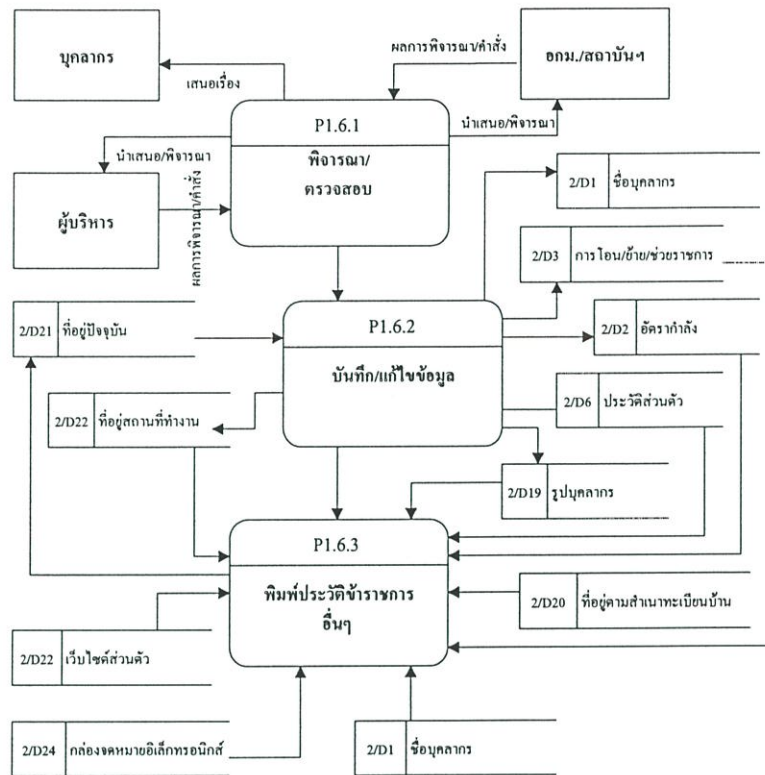 บุคลากร
ผลการพิจารณา/คำสั่ง
อกม./สถาบันฯ
เสนอเรื่อง
P1.6.1
นำเสนอ/พิจารณา
พิจารณา/
ตรวจสอบ
นำเสนอ/พิจารณา
ผู้บริหาร
ผลการพิจารณา/คำสั่ง
2/D1 ชื่อบุคลากร
2/D3 การโอน/ย้าย/ช่วยราชการ
2/D21 ที่อยู่ปัจจุบัน
P1.6.2
2/D2 อัตรากำลัง
บันทึก/แก้ไขข้อมูล
2/D22 ที่อยู่สถานที่ทำงาน
2/D6 ประวัติส่วนตัว
2/D19 รูปบุคลากร
P1.6.3
พิมพ์ประวัติข้าราชการ
อื่นๆ
2/D20 ที่อยู่ตามสำเนาทะเบียนบ้าน
2/D22 เว็บไซต์ส่วนตัว
2/D24 กล่องจดหมายอิเล็กทรอนิกส์
2/D1 ชื่อบุคลากร